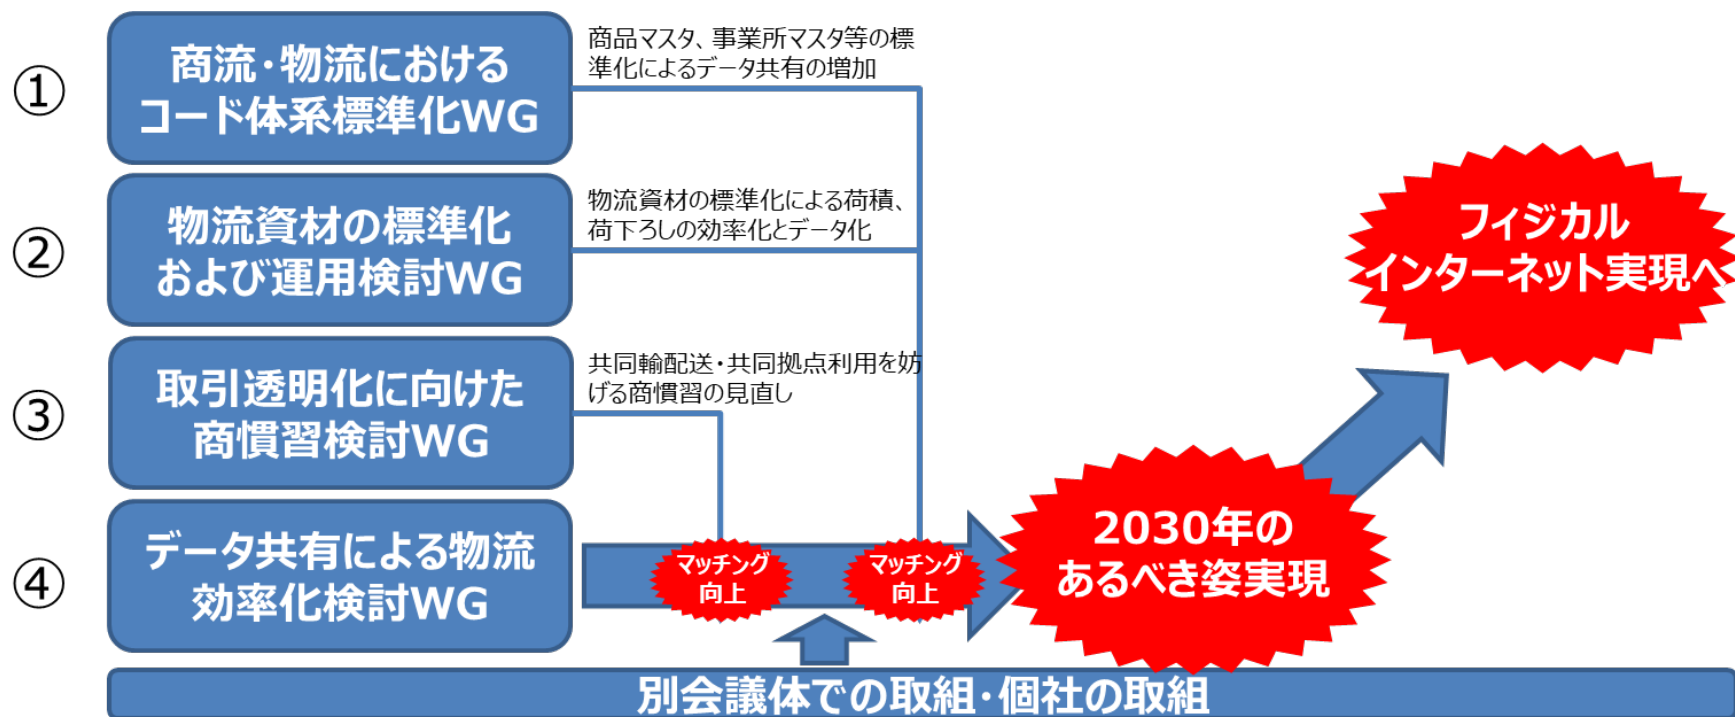 ①
商流・物流における
コード体系標準化WG
商品マスタ、事業所マスタ等の標
準化によるデータ共有の増加
②
物流資材の標準化
および運用検討WG
物流資材の標準化による荷積、
荷下ろしの効率化とデータ化
③
取引透明化に向けた
商慣習検討WG
共同輸配送・共同拠点利用を妨
げる商慣習の見直し
④
データ共有による物流
効率化検討WG
マッチング
向上
マッチング
向上
2030年の
あるべき姿実現
フィジカル
インターネット実現へ
別会議体での取組・個社の取組